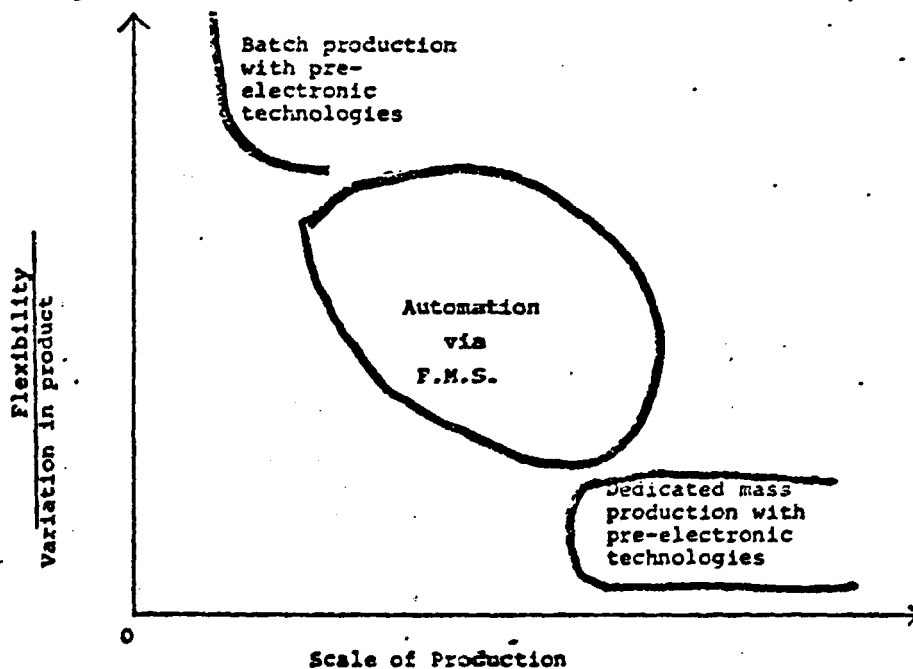 Batch production
with pre-
electronic
technologies
Automation
via
F.M.S.
Dedicated mass
production with
pre-electronic
technologies
Flexibility
Variation in product
0
Scale of Production